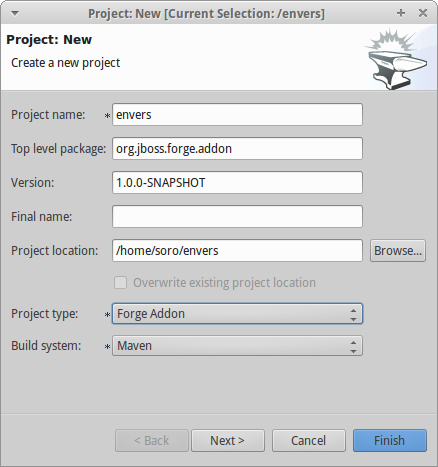 Project: New [Current Selection: /envers]
Project: New
Create a new project
Project name: * envers
Top level package: org.jboss.forge.addon
Version: 1.0.0-SNAPSHOT
Final name:
Project location: /home/soro/envers Browse...
Overwrite existing project location
Project type: * Forge Addon
Build system: * Maven
< Back Next > Cancel Finish